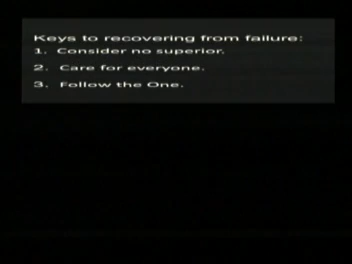 Keys to recovering from failure:
1. Consider no superior.
2. Care for everyone.
3. Follow the One.